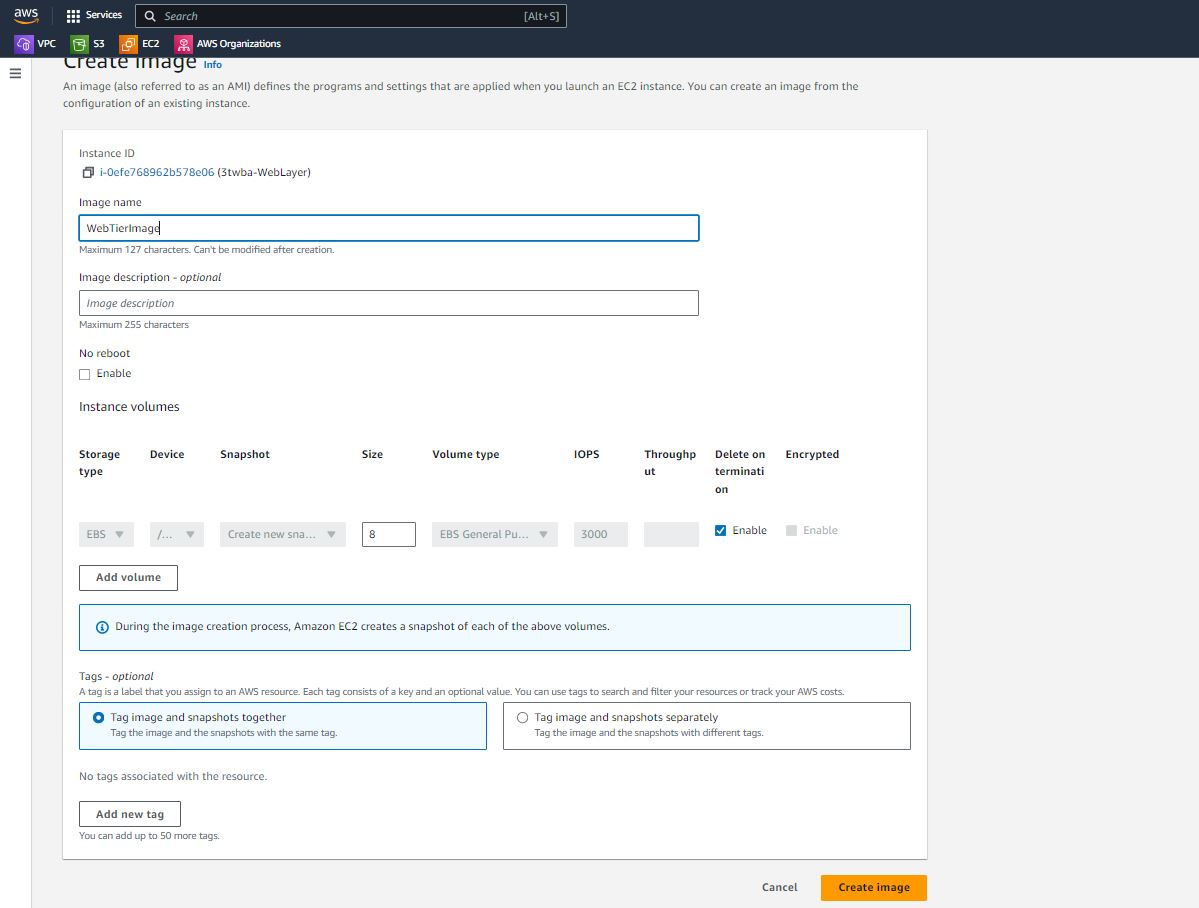 aws
Services
Search
[Alt+S]
VPC
S3
EC2
AWS Organizations
Create image Info
An image (also referred to as an AMI) defines the programs and settings that are applied when you launch an EC2 instance. You can create an image from the
configuration of an existing instance.
Instance ID
i-0efe768962b578e06 (3twba-WebLayer)
Image name
WebTierImage
Maximum 127 characters. Can't be modified after creation.
Image description - optional
Image description
Maximum 255 characters
No reboot
Enable
Instance volumes
Storage
type
Device
Snapshot
Size
Volume type
IOPS
Throughp
ut
Delete on
terminati
on
Encrypted
EBS
/...
Create new sna...
8
EBS General Pu...
3000
Enable
Enable
Add volume
During the image creation process, Amazon EC2 creates a snapshot of each of the above volumes.
Tags - optional
A tag is a label that you assign to an AWS resource. Each tag consists of a key and an optional value. You can use tags to search and filter your resources or track your AWS costs.
Tag image and snapshots together
Tag the image and the snapshots with the same tag.
Tag image and snapshots separately
Tag the image and the snapshots with different tags.
No tags associated with the resource.
Add new tag
You can add up to 50 more tags.
Cancel
Create image